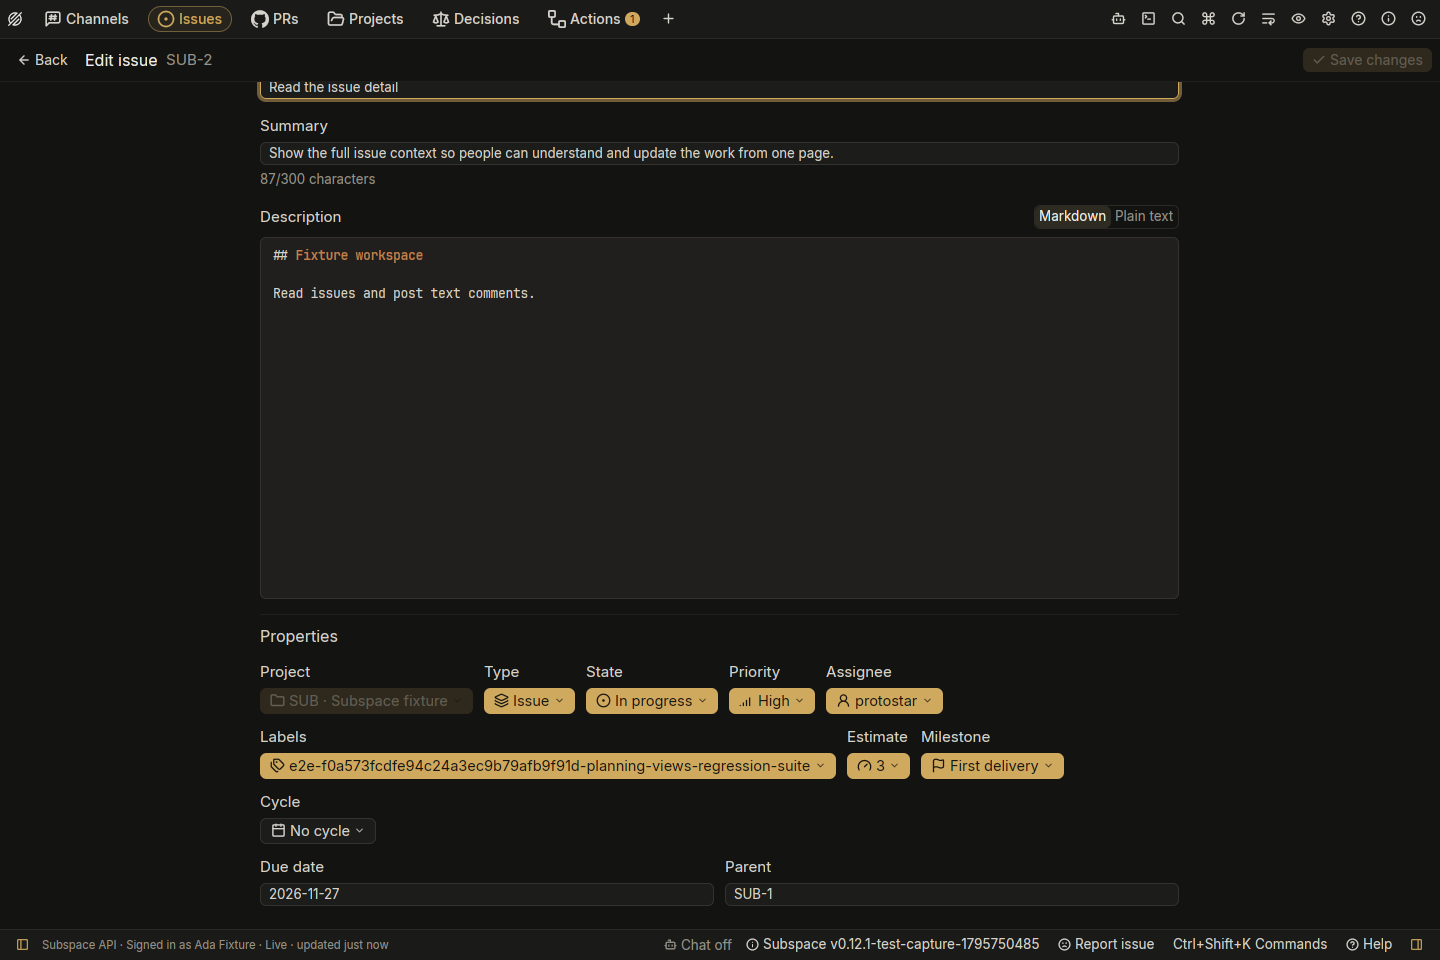 Channels Issues PRs Projects Decisions Actions 1
Back Edit issue SUB-2 Save changes
Read the issue detail
Summary
Show the full issue context so people can understand and update the work from one page.
87/300 characters
Description Markdown Plain text
## Fixture workspace
Read issues and post text comments.
Properties
Project Type State Priority Assignee
SUB · Subspace fixture Issue In progress High protostar
Labels Estimate Milestone
e2e-f0a573fcdfe94c24a3ec9b79afb9f91d-planning-views-regression-suite 3 First delivery
Cycle
No cycle
Due date Parent
2026-11-27 SUB-1
Subspace API · Signed in as Ada Fixture · Live · updated just now Chat off Subspace v0.12.1-test-capture-1795750485 Report issue Ctrl+Shift+K Commands Help